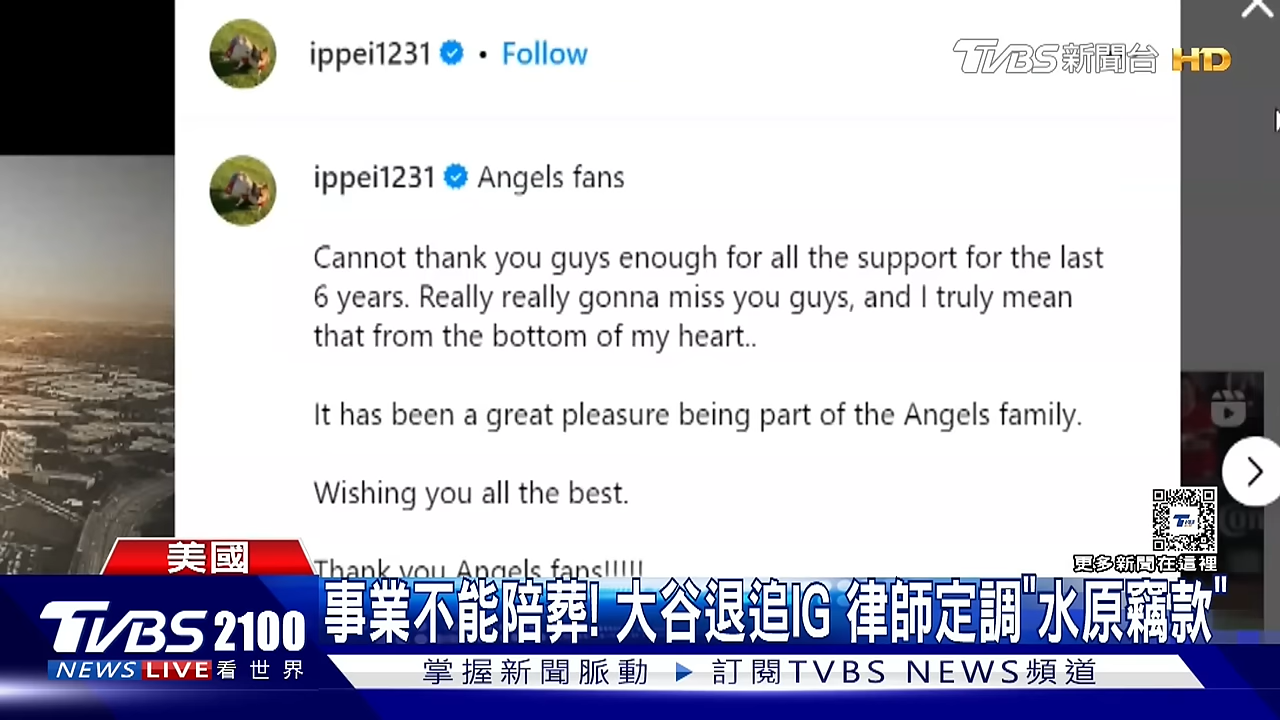 ippei1231 • Follow
TVBS新聞台 HD
ippei1231 Angels fans
Cannot thank you guys enough for all the support for the last
6 years. Really really gonna miss you guys, and I truly mean
that from the bottom of my heart..
It has been a great pleasure being part of the Angels family.
Wishing you all the best.
Thank you Angels fans!!!!!
更多新聞在這裡
美國
事業不能陪葬! 大谷退追IG 律師定調"水原竊款"
TVBS 2100
NEWS LIVE 看世界
掌握新聞脈動 ▶ 訂閱TVBS NEWS頻道